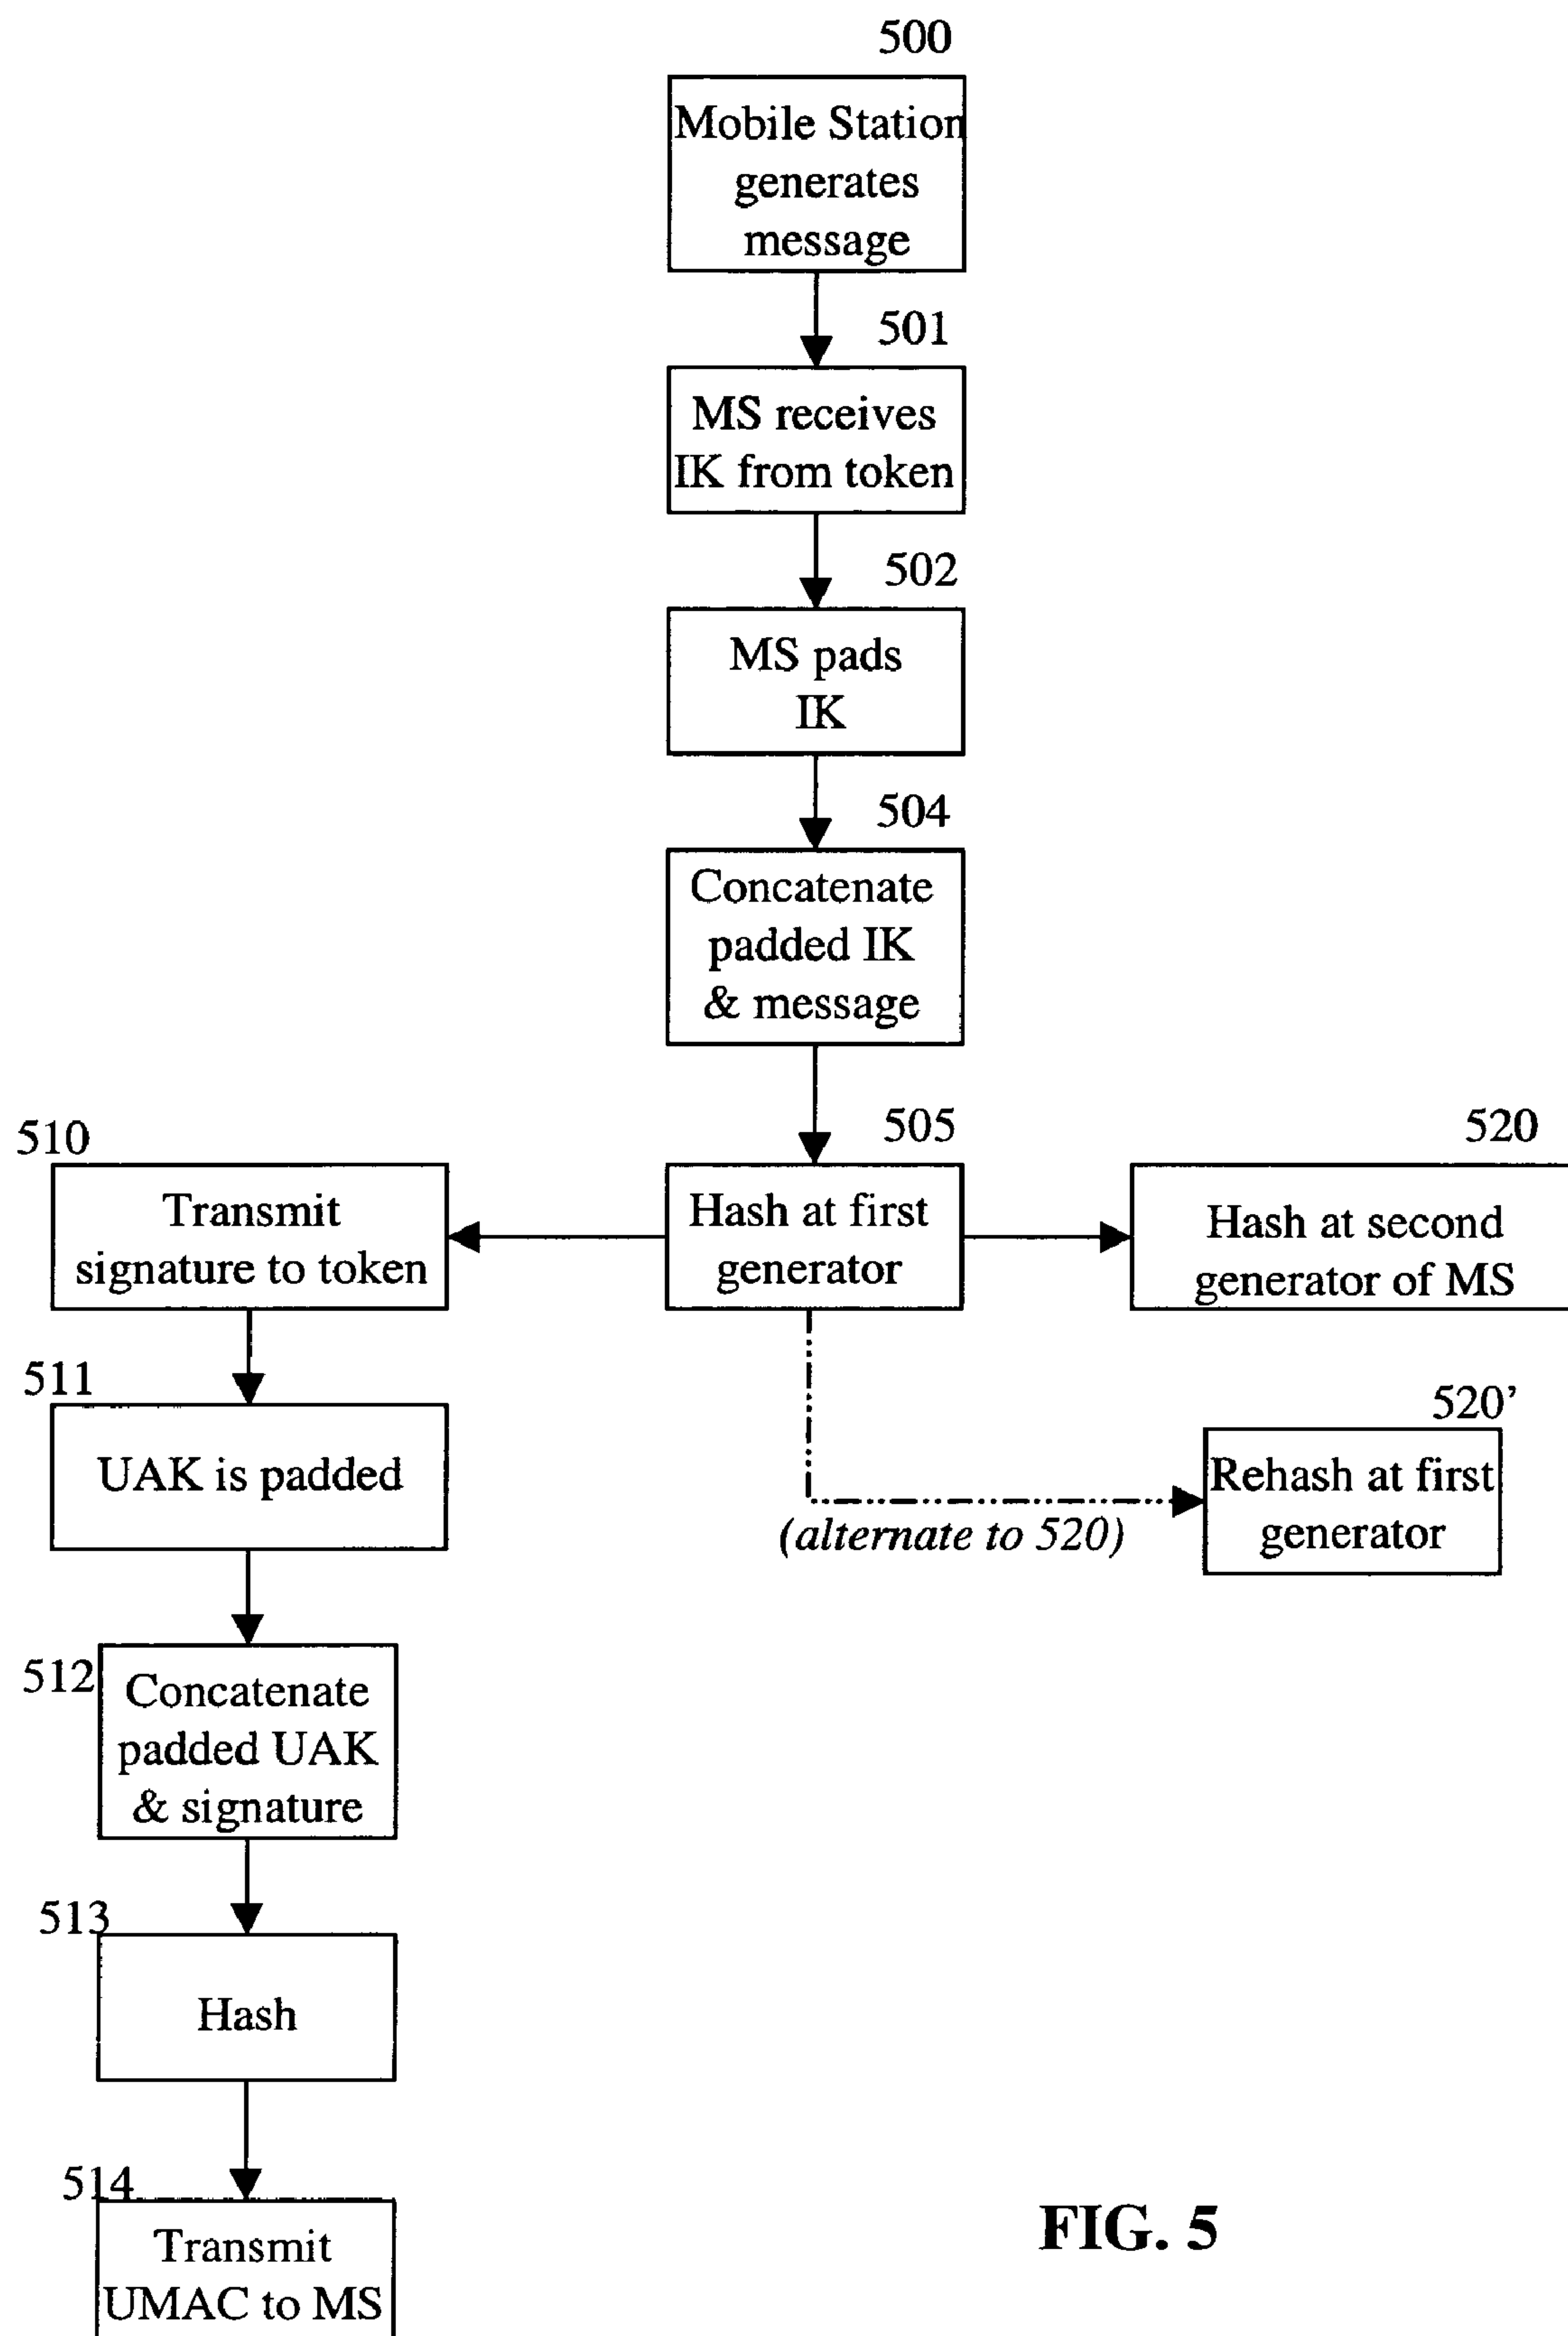 500
Mobile Station
generates
message
501
MS receives
IK from token
502
MS pads
IK
504
Concatenate
padded IK
& message
505
Hash at first
generator
510
Transmit
signature to token
520
Hash at second
generator of MS
511
UAK is padded
520’
Rehash at first
generator
(alternate to 520)
512
Concatenate
padded UAK
& signature
513
Hash
514
Transmit
UMAC to MS
FIG. 5